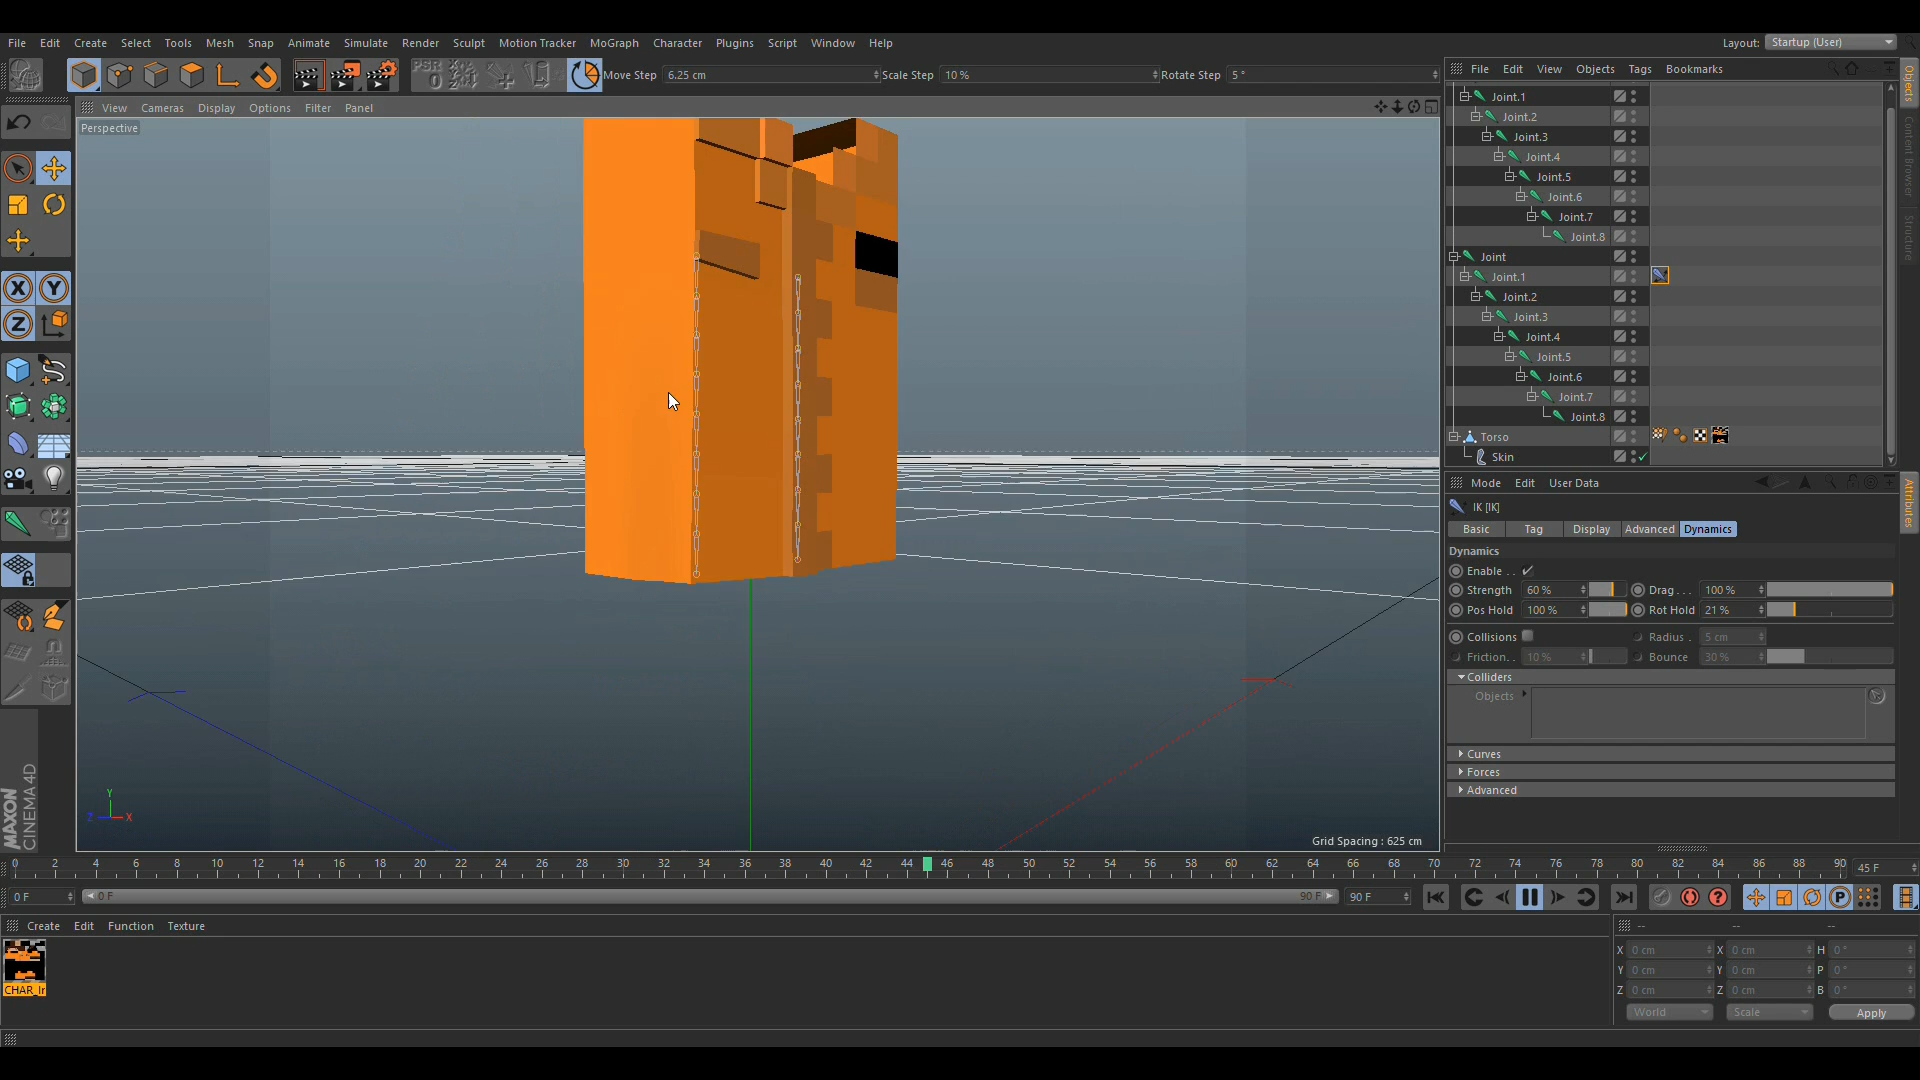 File Edit Create Select Tools Mesh Snap Animate Simulate Render Sculpt Motion Tracker MoGraph Character Plugins Script Window Help
Layout: Startup (User)
PSR 0
Move Step 6.25 cm Scale Step 10 % Rotate Step 5 °
File Edit View Objects Tags Bookmarks
View Cameras Display Options Filter Panel
Perspective
Joint.1
Joint.2
Joint.3
Joint.4
Joint.5
Joint.6
Joint.7
Joint.8
Joint
Joint.1
Joint.2
Joint.3
Joint.4
Joint.5
Joint.6
Joint.7
Joint.8
Torso
Skin
Objects
Content Browser
Structure
X Y
Z
Mode Edit User Data
IK [IK]
Basic Tag Display Advanced Dynamics
Attributes
Dynamics
Enable . .
Strength 60 % Drag . . . 100 %
Pos Hold 100 % Rot Hold 21 %
Collisions Radius . 5 cm
Friction. . 10 % Bounce 30 %
Colliders
Objects
Curves
Forces
Advanced
MAXON
CINEMA 4D
Y
Z X
Grid Spacing : 625 cm
0 2 4 6 8 10 12 14 16 18 20 22 24 26 28 30 32 34 36 38 40 42 44 46 48 50 52 54 56 58 60 62 64 66 68 70 72 74 76 78 80 82 84 86 88 90 45 F
0 F 0 F 90 F 90 F
Create Edit Function Texture
CHAR_Ir
-- -- --
X 0 cm X 0 cm H 0 °
Y 0 cm Y 0 cm P 0 °
Z 0 cm Z 0 cm B 0 °
World Scale Apply